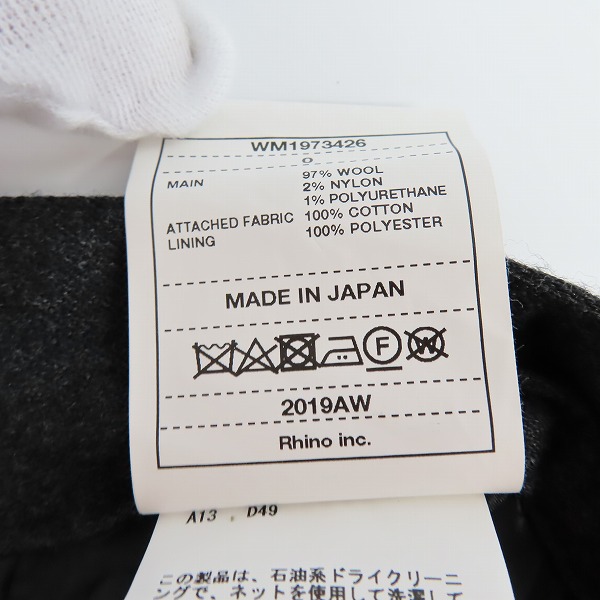 WM1973426
0
MAIN 97% WOOL
2% NYLON
1% POLYURETHANE
ATTACHED FABRIC 100% COTTON
LINING 100% POLYESTER
MADE IN JAPAN
F W
2019AW
Rhino inc.
A13 , D49
この製品は、石油系ドライクリーニ
ングで、ネットを使用して洗濯して